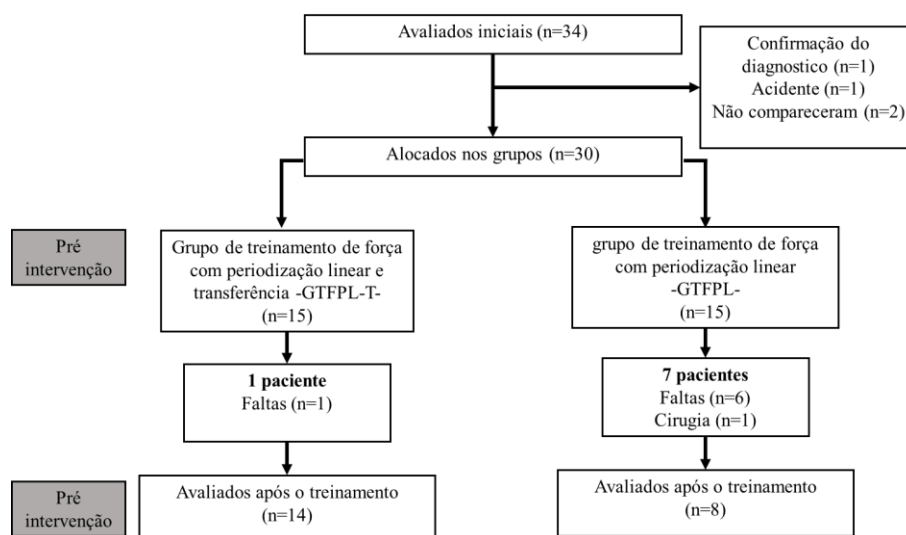 Avaliados iniciais (n=34)
Confirmação do
diagnostico (n=1)
Acidente (n=1)
Não compareceram (n=2)
Alocados nos grupos (n=30)
Pré
intervenção
Grupo de treinamento de força
com periodização linear e
transferência -GTFPL-T-
(n=15)
grupo de treinamento de força
com periodização linear
-GTFPL-
(n=15)
1 paciente
Faltas (n=1)
7 pacientes
Faltas (n=6)
Cirugia (n=1)
Pré
intervenção
Avaliados após o treinamento
(n=14)
Avaliados após o treinamento
(n=8)